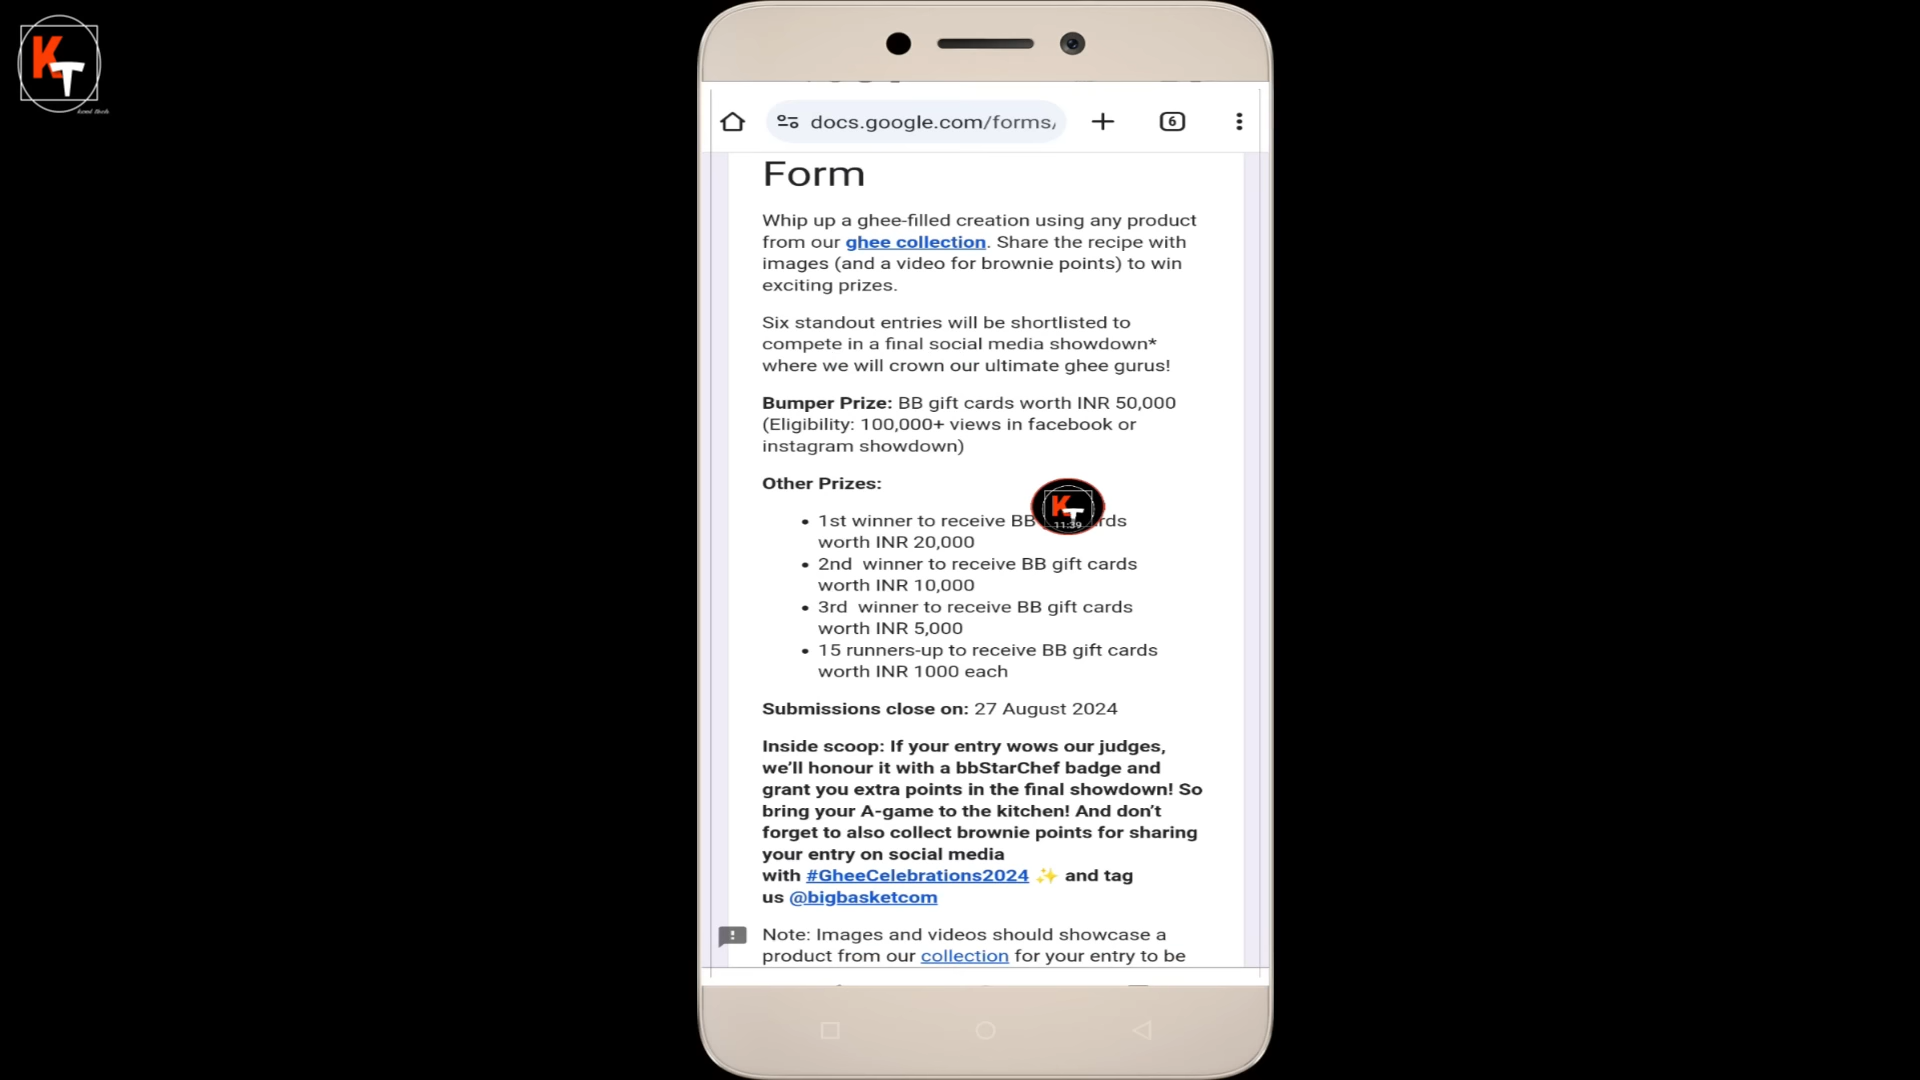 KT
docs.google.com/forms/
6
Form
Whip up a ghee-filled creation using any product
from our ghee collection. Share the recipe with
images (and a video for brownie points) to win
exciting prizes.
Six standout entries will be shortlisted to
compete in a final social media showdown*
where we will crown our ultimate ghee gurus!
Bumper Prize: BB gift cards worth INR 50,000
(Eligibility: 100,000+ views in facebook or
instagram showdown)
Other Prizes:
• 1st winner to receive BB rds
worth INR 20,000
• 2nd  winner to receive BB gift cards
worth INR 10,000
• 3rd  winner to receive BB gift cards
worth INR 5,000
• 15 runners-up to receive BB gift cards
worth INR 1000 each
KT
11:39
Submissions close on: 27 August 2024
Inside scoop: If your entry wows our judges,
we’ll honour it with a bbStarChef badge and
grant you extra points in the final showdown! So
bring your A-game to the kitchen! And don’t
forget to also collect brownie points for sharing
your entry on social media
with #GheeCelebrations2024 ✨ and tag
us @bigbasketcom
Note: Images and videos should showcase a
product from our collection for your entry to be